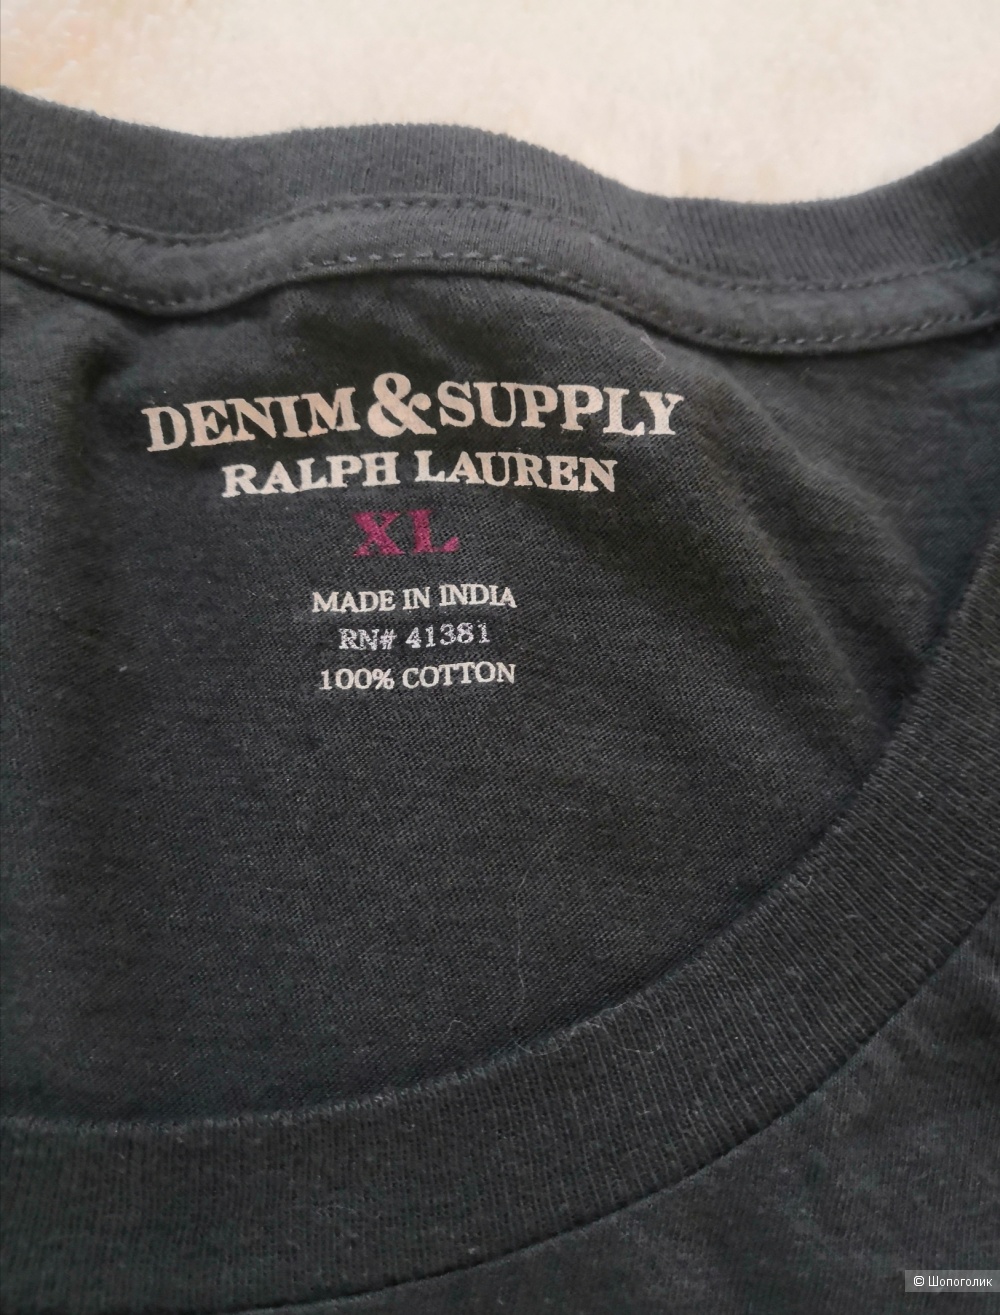 DENIM & SUPPLY
RALPH LAUREN
XL
MADE IN INDIA
RN# 41381
100% COTTON
© Шопоголик